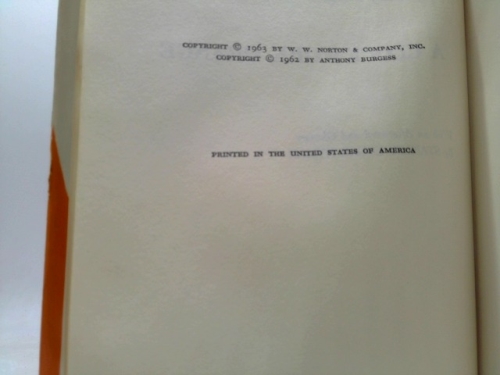 COPYRIGHT © 1963 BY W. W. NORTON & COMPANY, INC.
COPYRIGHT © 1962 BY ANTHONY BURGESS
PRINTED IN THE UNITED STATES OF AMERICA